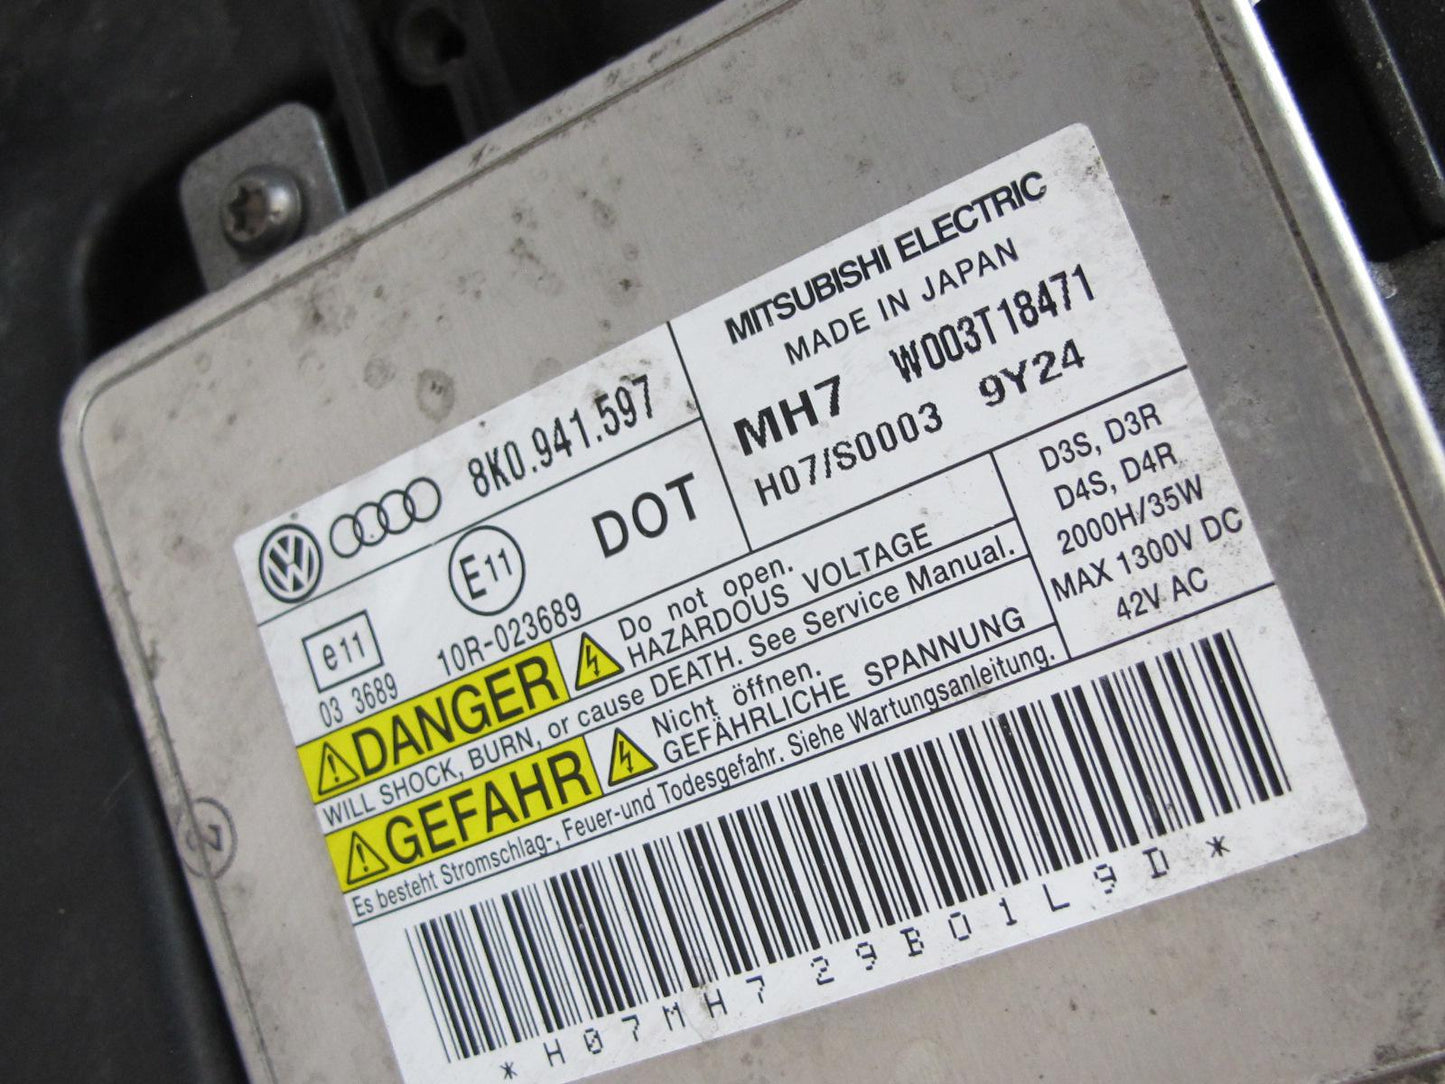 MITSUBISHI ELECTRIC
MADE IN JAPAN
MH7 W003T18471
H07/S0003 9Y24
VW 8K0.941.597
e11
03 3689
E11
10R-023689
DOT
D3S, D3R
D4S, D4R
2000H/35W
MAX 1300V DC
42V AC
DANGER Do not open.
HAZARDOUS VOLTAGE
WILL SHOCK, BURN, or cause DEATH. See Service Manual.
GEFAHR Nicht öffnen.
GEFÄHRLICHE SPANNUNG
Es besteht Stromschlag-, Feuer-und Todesgefahr. Siehe Wartungsanleitung.
*H07MH729B01L9D*